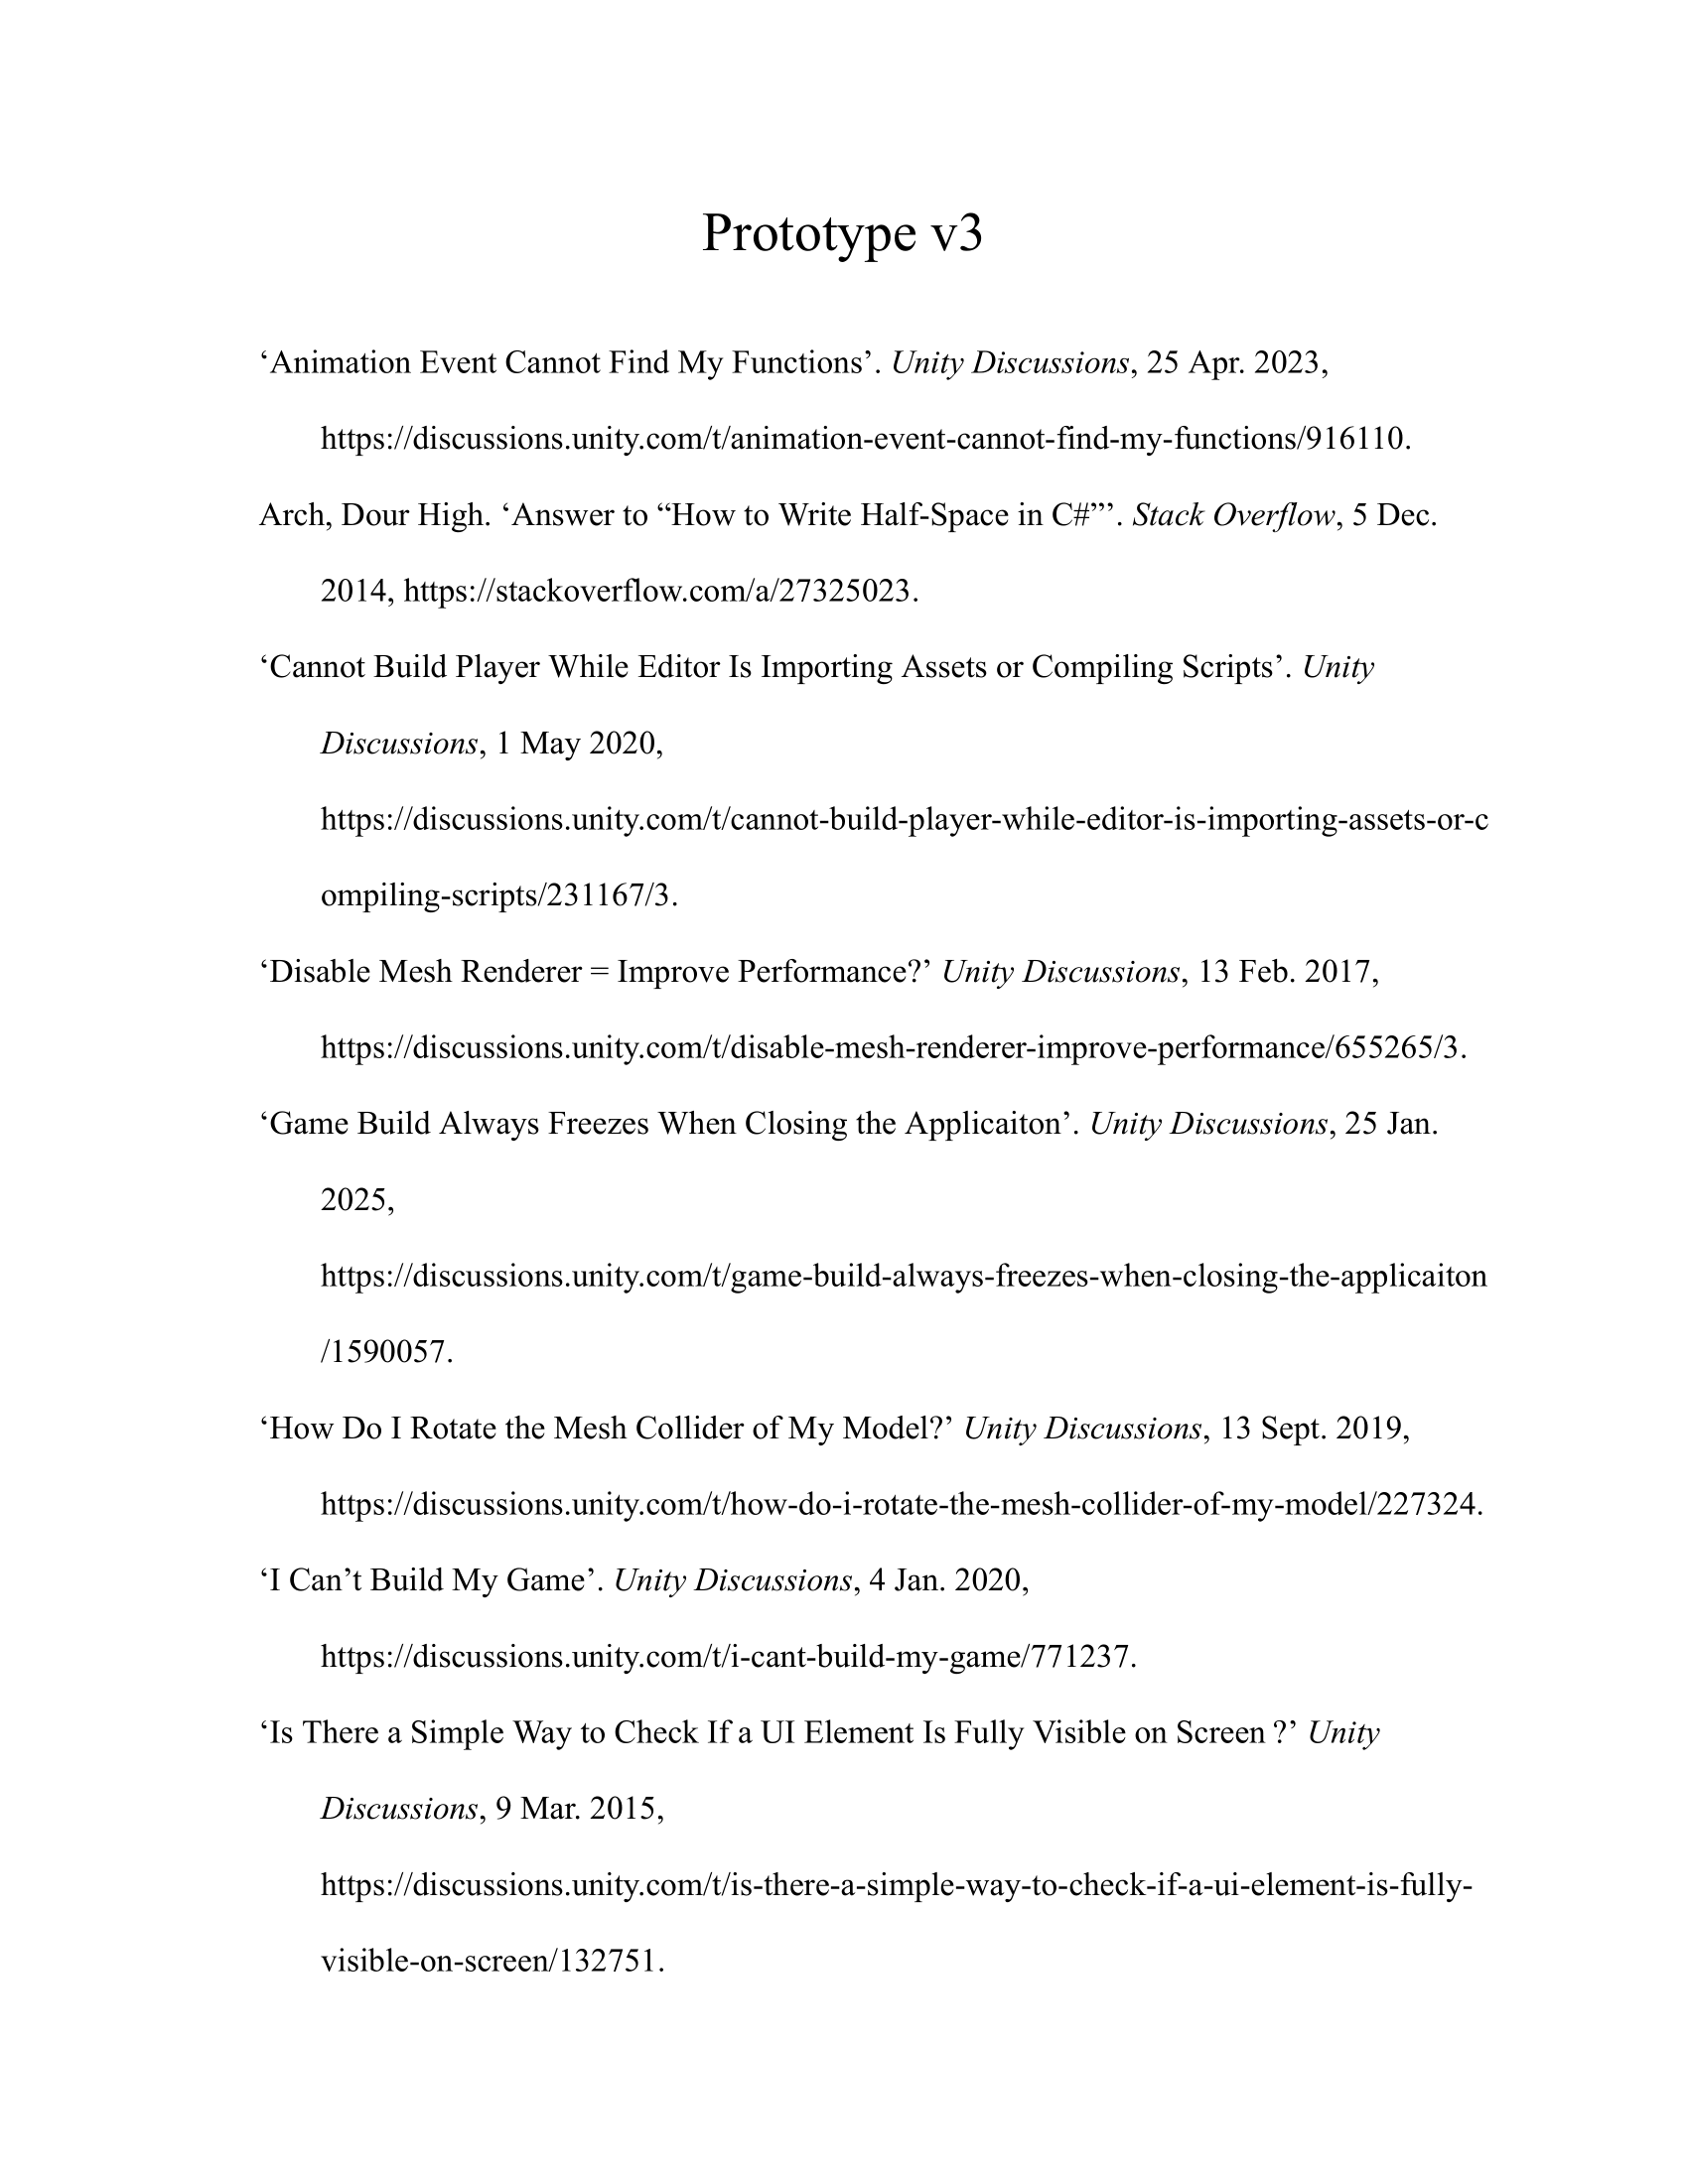 Prototype v3
‘Animation Event Cannot Find My Functions’. Unity Discussions, 25 Apr. 2023,
https://discussions.unity.com/t/animation-event-cannot-find-my-functions/916110.
Arch, Dour High. ‘Answer to “How to Write Half-Space in C#”’. Stack Overflow, 5 Dec.
2014, https://stackoverflow.com/a/27325023.
‘Cannot Build Player While Editor Is Importing Assets or Compiling Scripts’. Unity
Discussions, 1 May 2020,
https://discussions.unity.com/t/cannot-build-player-while-editor-is-importing-assets-or-c
ompiling-scripts/231167/3.
‘Disable Mesh Renderer = Improve Performance?’ Unity Discussions, 13 Feb. 2017,
https://discussions.unity.com/t/disable-mesh-renderer-improve-performance/655265/3.
‘Game Build Always Freezes When Closing the Applicaiton’. Unity Discussions, 25 Jan.
2025,
https://discussions.unity.com/t/game-build-always-freezes-when-closing-the-applicaiton
/1590057.
‘How Do I Rotate the Mesh Collider of My Model?’ Unity Discussions, 13 Sept. 2019,
https://discussions.unity.com/t/how-do-i-rotate-the-mesh-collider-of-my-model/227324.
‘I Can’t Build My Game’. Unity Discussions, 4 Jan. 2020,
https://discussions.unity.com/t/i-cant-build-my-game/771237.
‘Is There a Simple Way to Check If a UI Element Is Fully Visible on Screen ?’ Unity
Discussions, 9 Mar. 2015,
https://discussions.unity.com/t/is-there-a-simple-way-to-check-if-a-ui-element-is-fully-
visible-on-screen/132751.